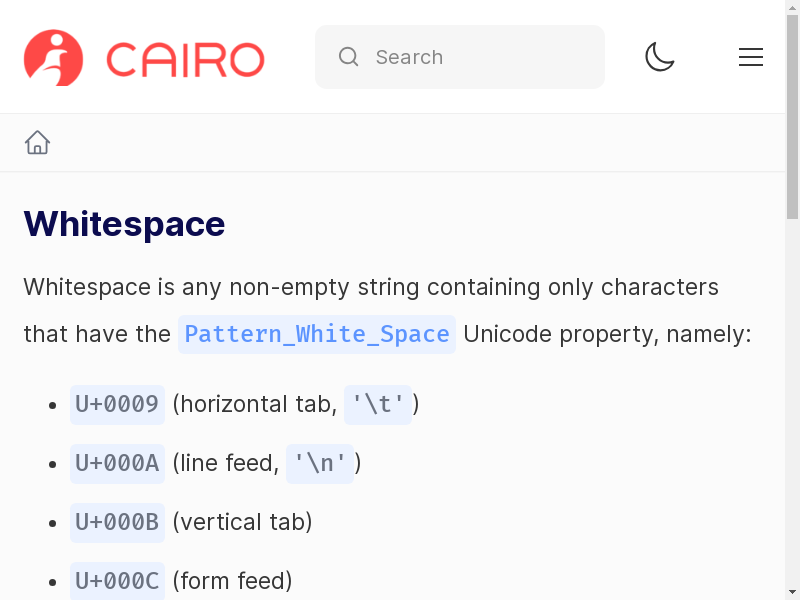 CAIRO
Search
Whitespace
Whitespace is any non-empty string containing only characters
that have the Pattern_White_Space Unicode property, namely:
• U+0009 (horizontal tab, '\t')
• U+000A (line feed, '\n')
• U+000B (vertical tab)
• U+000C (form feed)